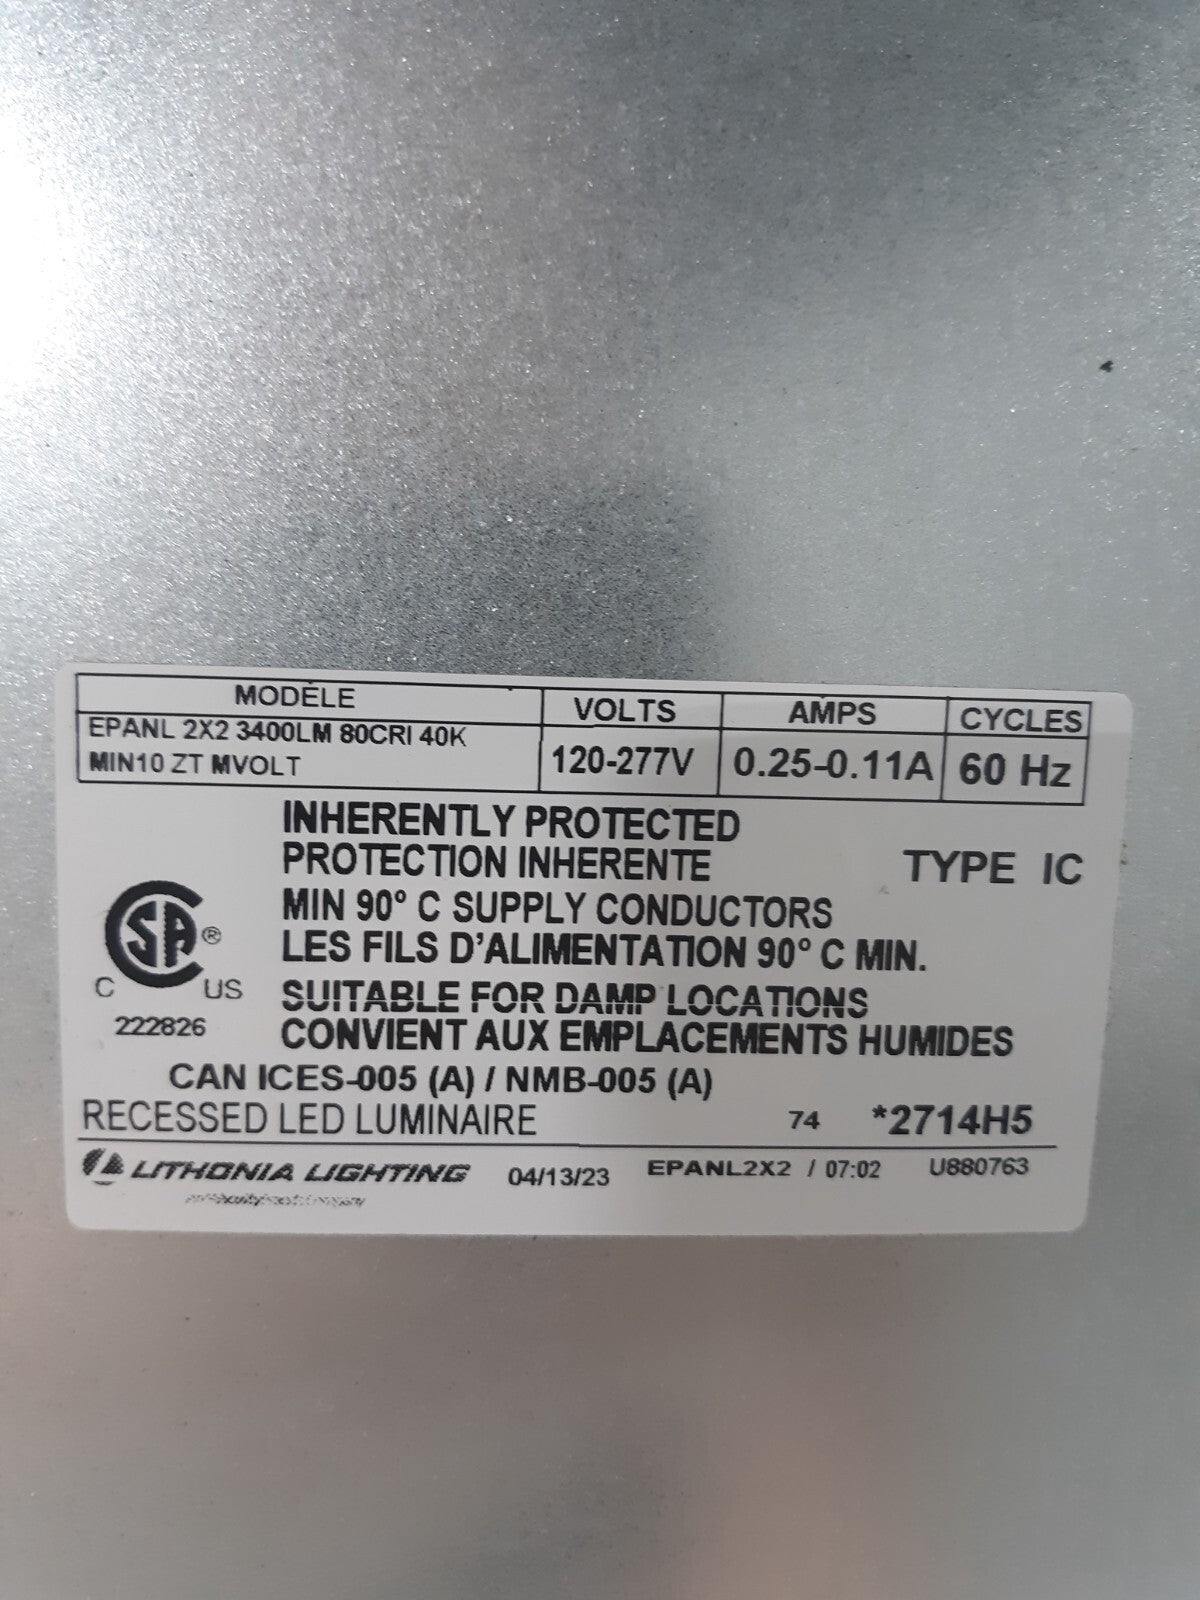 MODÈLE VOLTS AMPS CYCLES
EPANL 2X2 3400LM 80CRI 40K
MIN10 ZT MVOLT 120-277V 0.25-0.11A 60 Hz
INHERENTLY PROTECTED
PROTECTION INHERENTE TYPE IC
MIN 90° C SUPPLY CONDUCTORS
LES FILS D'ALIMENTATION 90° C MIN.
SUITABLE FOR DAMP LOCATIONS
CONVIENT AUX EMPLACEMENTS HUMIDES
CSA®
C US
222826
CAN ICES-005 (A) / NMB-005 (A)
RECESSED LED LUMINAIRE 74 *2714H5
LITHONIA LIGHTING 04/13/23 EPANL2X2 / 07:02 U880763